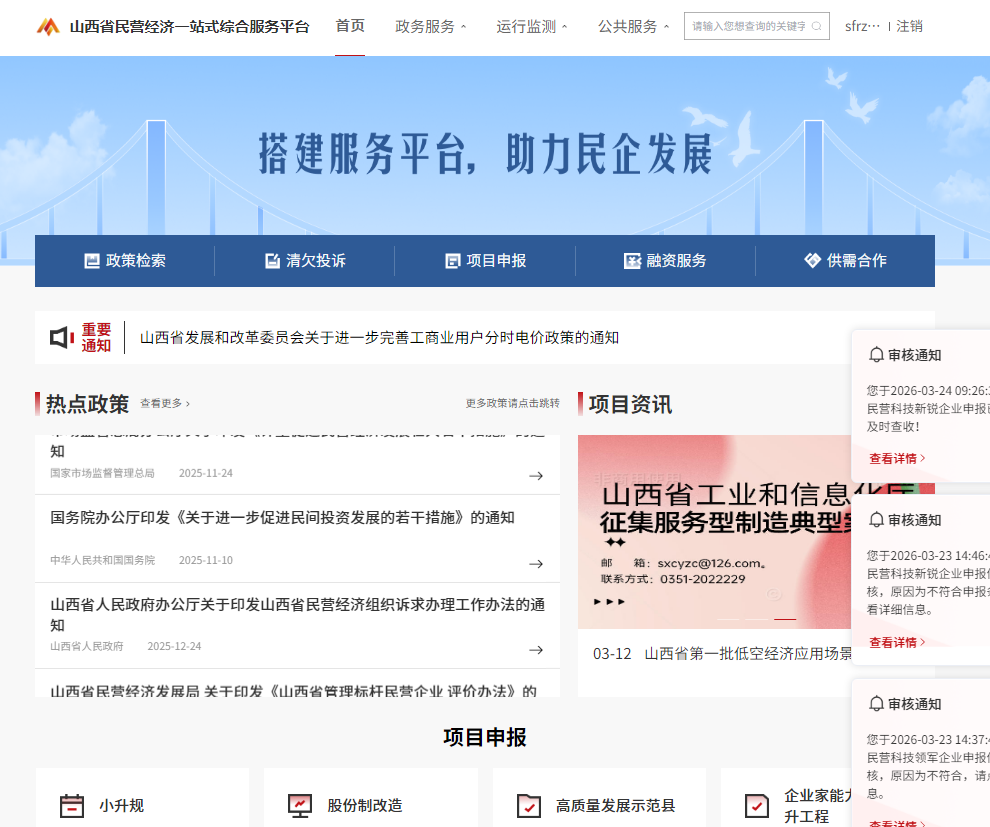 山西省民营经济一站式综合服务平台
首页
政务服务
运行监测
公共服务
请输入您想查询的关键字
sfrz···
注销
搭建服务平台，助力民企发展
政策检索
清欠投诉
项目申报
融资服务
供需合作
重要
通知
山西省发展和改革委员会关于进一步完善工商业用户分时电价政策的通知
热点政策
查看更多 ›
更多政策请点击跳转
知
国家市场监督管理总局 2025-11-24
国务院办公厅印发《关于进一步促进民间投资发展的若干措施》的通知
中华人民共和国国务院 2025-11-10
山西省人民政府办公厅关于印发山西省民营经济组织诉求办理工作办法的通
知
山西省人民政府 2025-12-24
山西省民营经济发展局 关于印发《山西省管理标杆民营企业 评价办法》的
项目资讯
山西省工业和信息化厅
征集服务型制造典型案
邮 箱：sxcyzc@126.com。
联系方式：0351-2022229
03-12 山西省第一批低空经济应用场景
审核通知
您于2026-03-24 09:26:
民营科技新锐企业申报
及时查收！
查看详情
审核通知
您于2026-03-23 14:46:
民营科技新锐企业申报
核，原因为不符合申报
看详细信息。
查看详情
审核通知
您于2026-03-23 14:37:
民营科技领军企业申报
核，原因为不符合，请
息。
查看详情
项目申报
小升规
股份制改造
高质量发展示范县
企业家能力
升工程